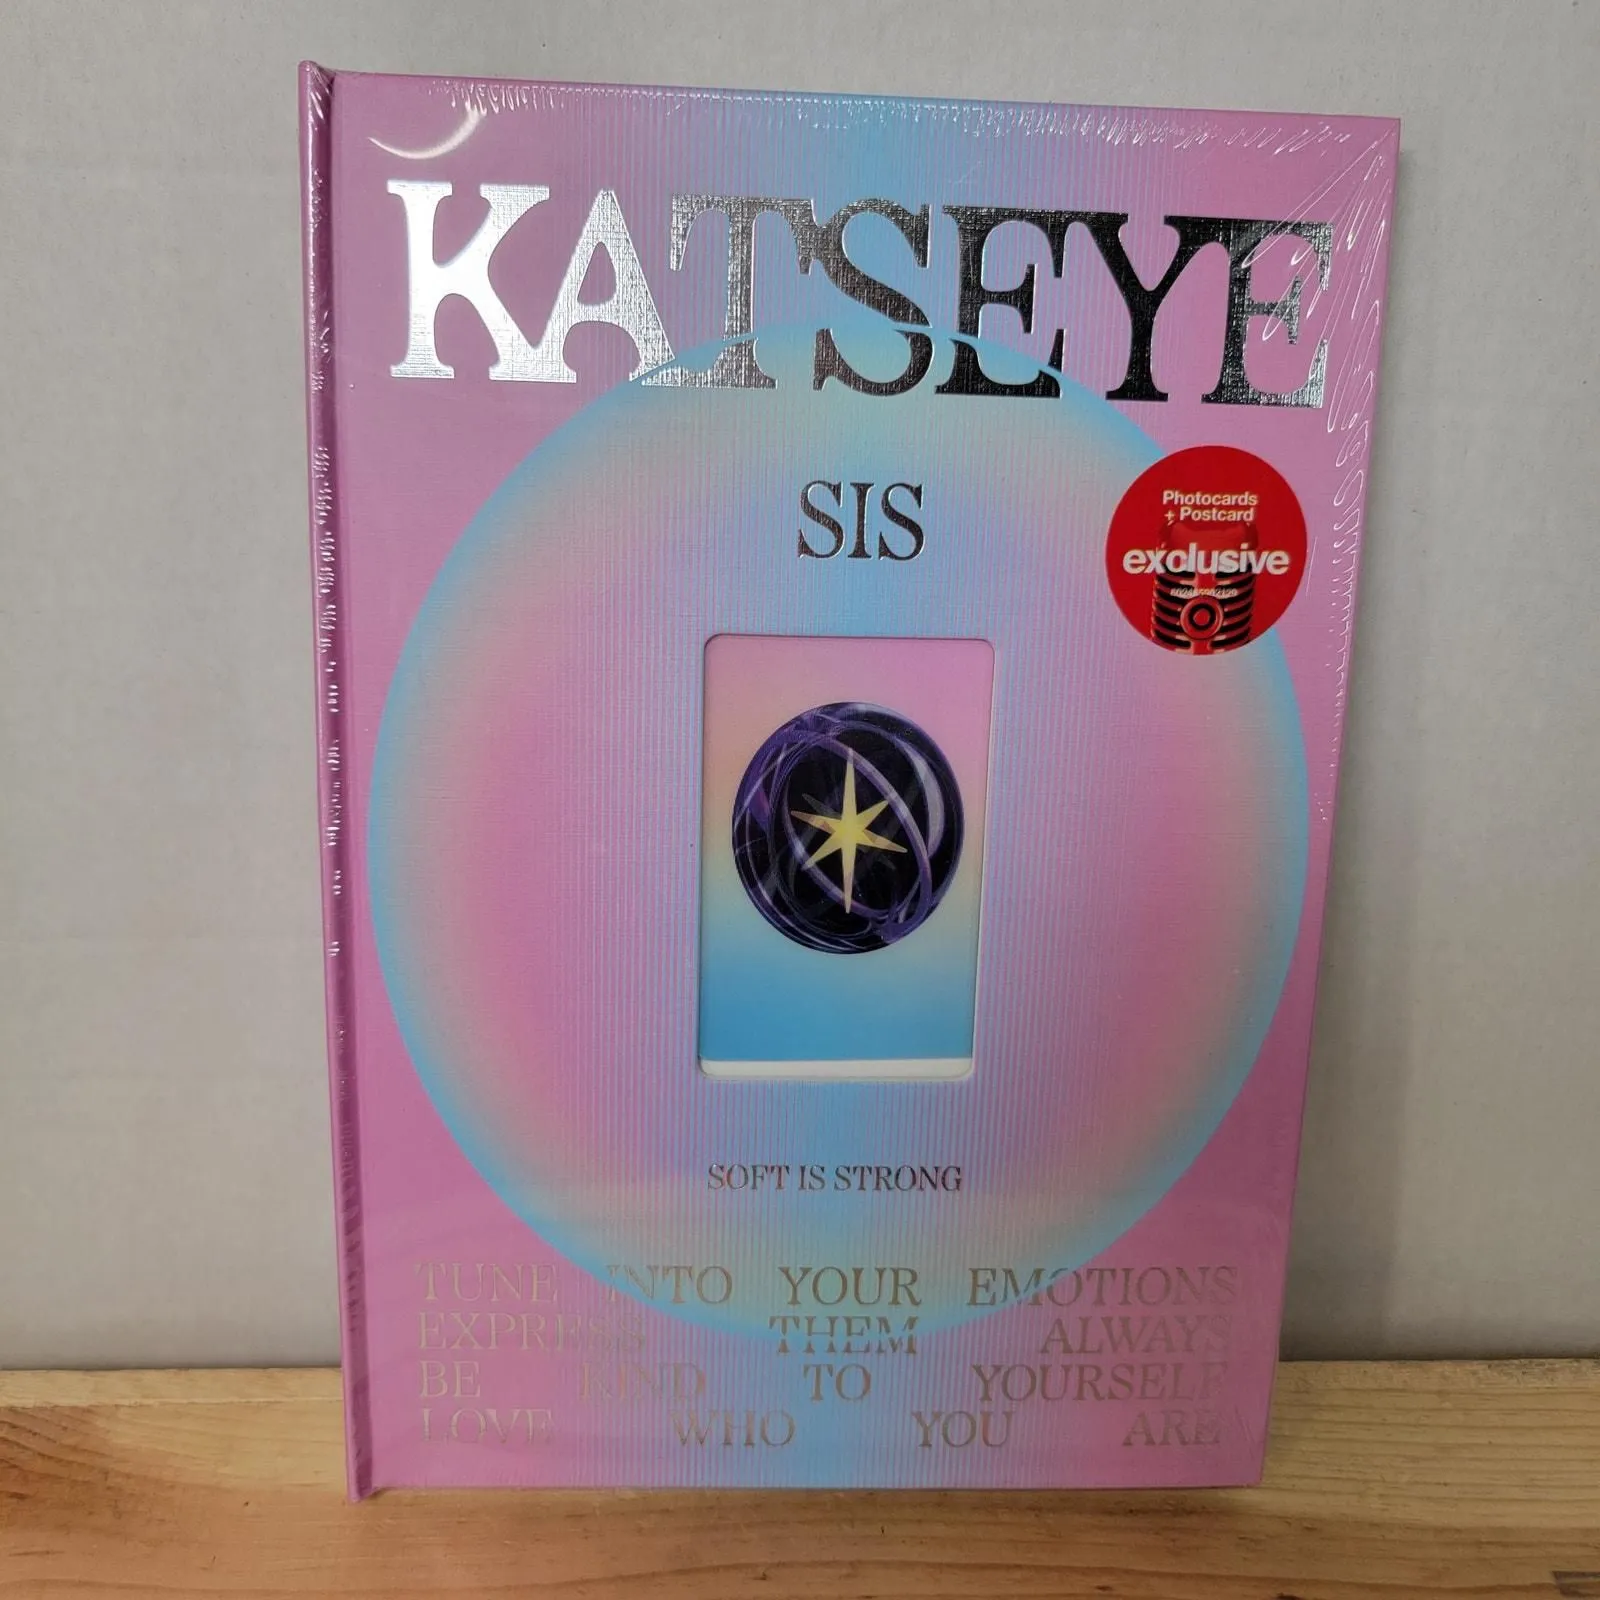 KATSEYE
SIS
Photocards
+ Postcard
exclusive
SOFT IS STRONG
TUNE INTO YOUR EMOTIONS
EXPRESS THEM ALWAYS
BE KIND TO YOURSELF
LOVE WHO YOU ARE